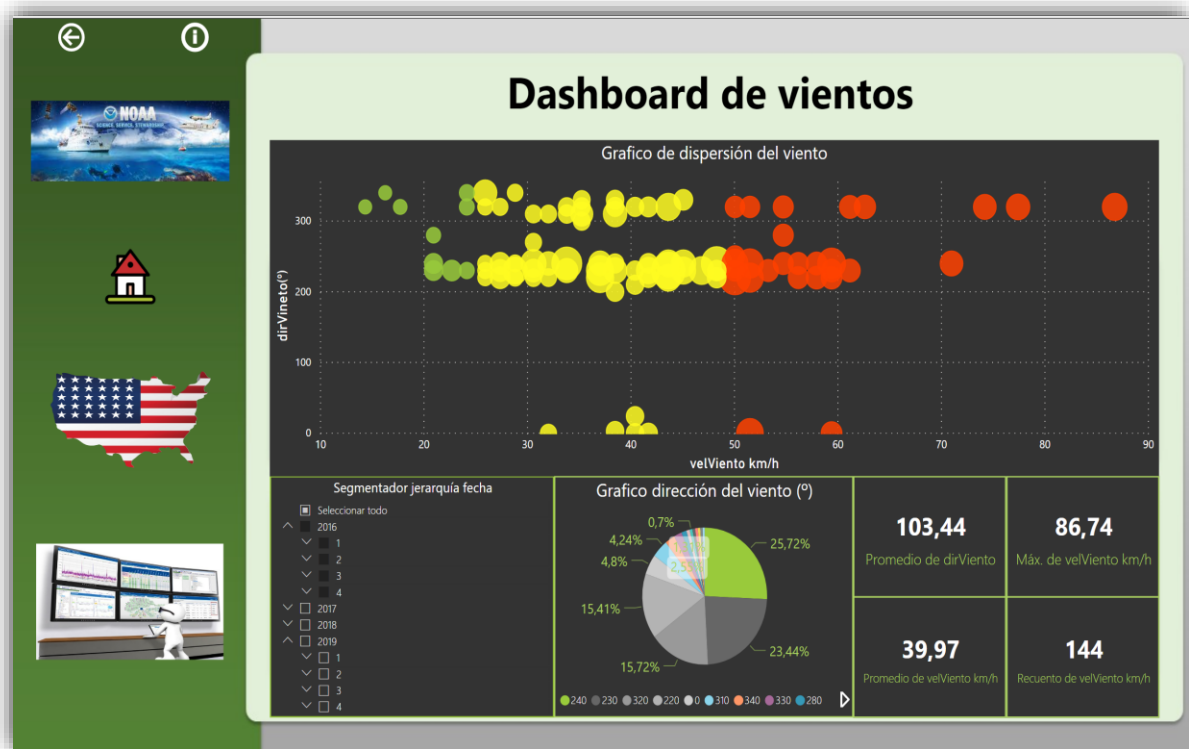 NOAA
SCIENCE. SERVICE. STEWARDSHIP.
Dashboard de vientos
Grafico de dispersión del viento
dirVineto(º)
300
200
100
0
10 20 30 40 50 60 70 80 90
velViento km/h
Segmentador jerarquía fecha
Seleccionar todo
2016
1
2
3
4
2017
2018
2019
1
2
3
4
Grafico dirección del viento (º)
0,7%
4,24%
4,8%
15,41%
15,72%
23,44%
25,72%
240 230 320 220 0 310 340 330 280
103,44
Promedio de dirViento
86,74
Máx. de velViento km/h
39,97
Promedio de velViento km/h
144
Recuento de velViento km/h